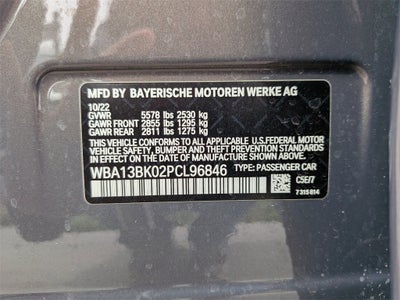 MFD BY BAYERISCHE MOTOREN WERKE AG
10/22
GVWR 5578 lbs 2530 kg
GAWR FRONT 2855 lbs 1295 kg
GAWR REAR 2811 lbs 1275 kg
THIS VEHICLE CONFORMS TO ALL APPLICABLE
U.S.FEDERAL MOTOR
VEHICLE SAFETY, BUMPER AND THEFT PREVENTION
STANDARDS IN EFFECT ON THE DATE OF
MANUFACTURE SHOWN ABOVE.
WBA13BK02PCL96846 TYPE: PASSENGER CAR
C5E/7
7 315 814